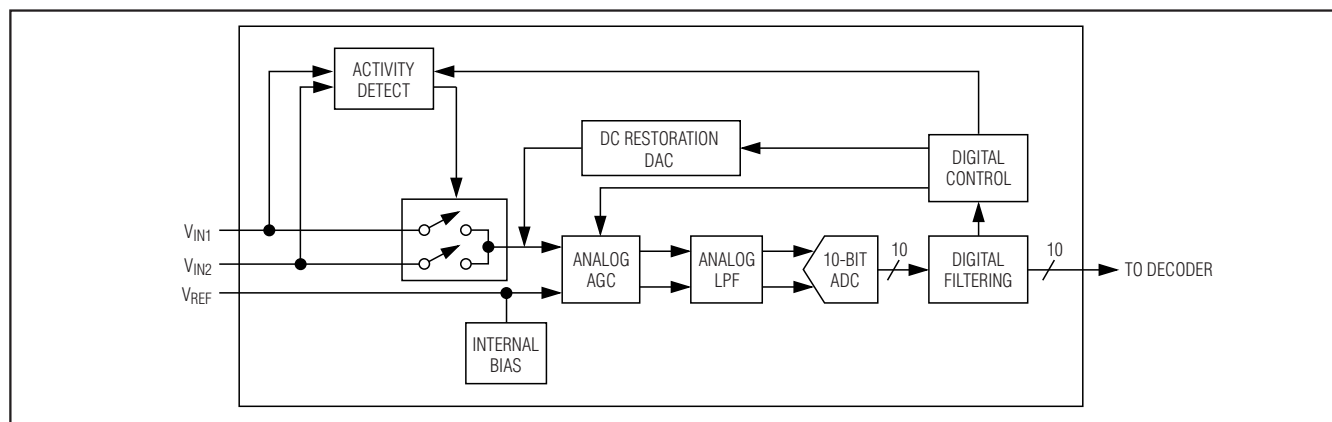 ACTIVITY
DETECT
DC RESTORATION
DAC
DIGITAL
CONTROL
VIN1
VIN2
VREF
ANALOG
AGC
ANALOG
LPF
10-BIT
ADC
10
DIGITAL
FILTERING
10
TO DECODER
INTERNAL
BIAS